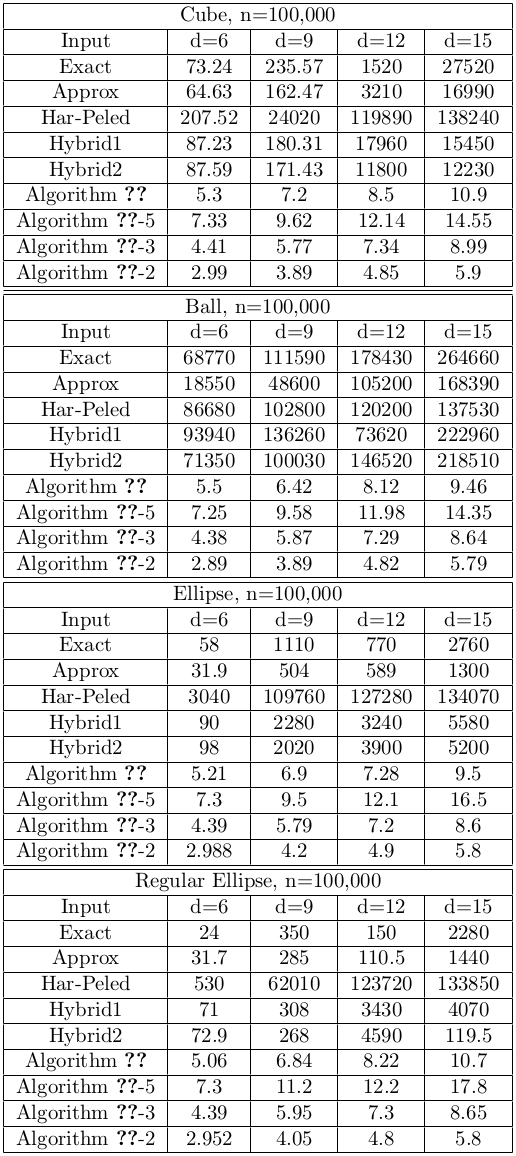 Cube, n=100,000
Input d=6 d=9 d=12 d=15
Exact 73.24 235.57 1520 27520
Approx 64.63 162.47 3210 16990
Har-Peled 207.52 24020 119890 138240
Hybrid1 87.23 180.31 17960 15450
Hybrid2 87.59 171.43 11800 12230
Algorithm ?? 5.3 7.2 8.5 10.9
Algorithm ??-5 7.33 9.62 12.14 14.55
Algorithm ??-3 4.41 5.77 7.34 8.99
Algorithm ??-2 2.99 3.89 4.85 5.9
Ball, n=100,000
Input d=6 d=9 d=12 d=15
Exact 68770 111590 178430 264660
Approx 18550 48600 105200 168390
Har-Peled 86680 102800 120200 137530
Hybrid1 93940 136260 73620 222960
Hybrid2 71350 100030 146520 218510
Algorithm ?? 5.5 6.42 8.12 9.46
Algorithm ??-5 7.25 9.58 11.98 14.35
Algorithm ??-3 4.38 5.87 7.29 8.64
Algorithm ??-2 2.89 3.89 4.82 5.79
Ellipse, n=100,000
Input d=6 d=9 d=12 d=15
Exact 58 1110 770 2760
Approx 31.9 504 589 1300
Har-Peled 3040 109760 127280 134070
Hybrid1 90 2280 3240 5580
Hybrid2 98 2020 3900 5200
Algorithm ?? 5.21 6.9 7.28 9.5
Algorithm ??-5 7.3 9.5 12.1 16.5
Algorithm ??-3 4.39 5.79 7.2 8.6
Algorithm ??-2 2.988 4.2 4.9 5.8
Regular Ellipse, n=100,000
Input d=6 d=9 d=12 d=15
Exact 24 350 150 2280
Approx 31.7 285 110.5 1440
Har-Peled 530 62010 123720 133850
Hybrid1 71 308 3430 4070
Hybrid2 72.9 268 4590 119.5
Algorithm ?? 5.06 6.84 8.22 10.7
Algorithm ??-5 7.3 11.2 12.2 17.8
Algorithm ??-3 4.39 5.95 7.3 8.65
Algorithm ??-2 2.952 4.05 4.8 5.8